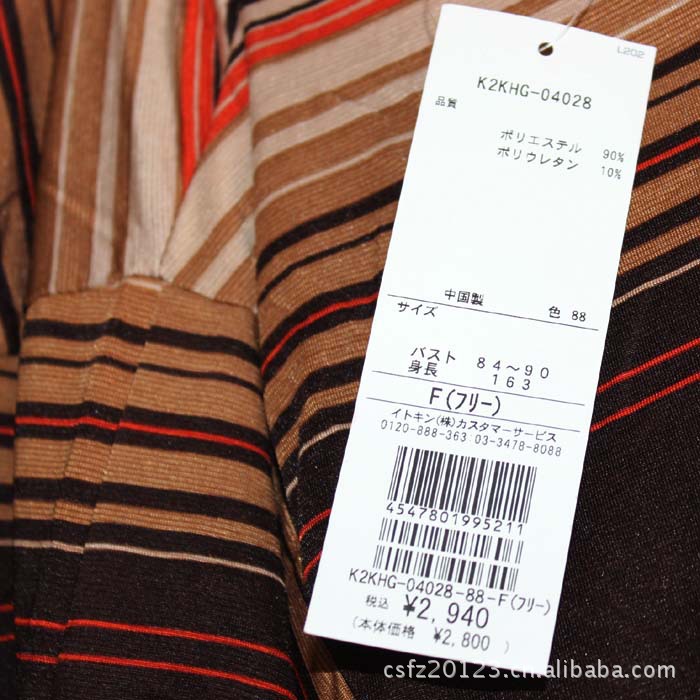 L202
K2KHG-04028
品質
ポリエステル 90%
ポリウレタン 10%
中国製 色 88
サイズ
バスト 84～90
身長 163
F(フリー)
イトキン(株)カスタマーサービス
0120-888-363:03-3478-8088
4547801995211
K2KHG-04028-88-F(フリー)
税込 ¥2,940
(本体価格 ¥2,800)
csfz20123.cn.alibaba.com